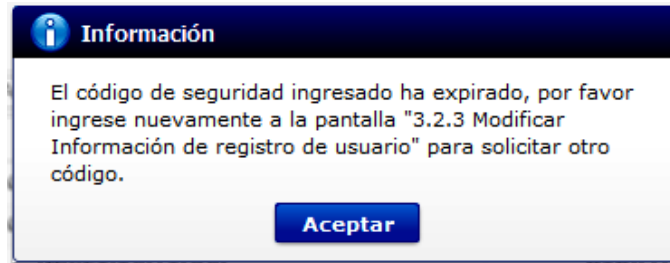 Información
El código de seguridad ingresado ha expirado, por favor
ingrese nuevamente a la pantalla "3.2.3 Modificar
Información de registro de usuario" para solicitar otro
código.
Aceptar